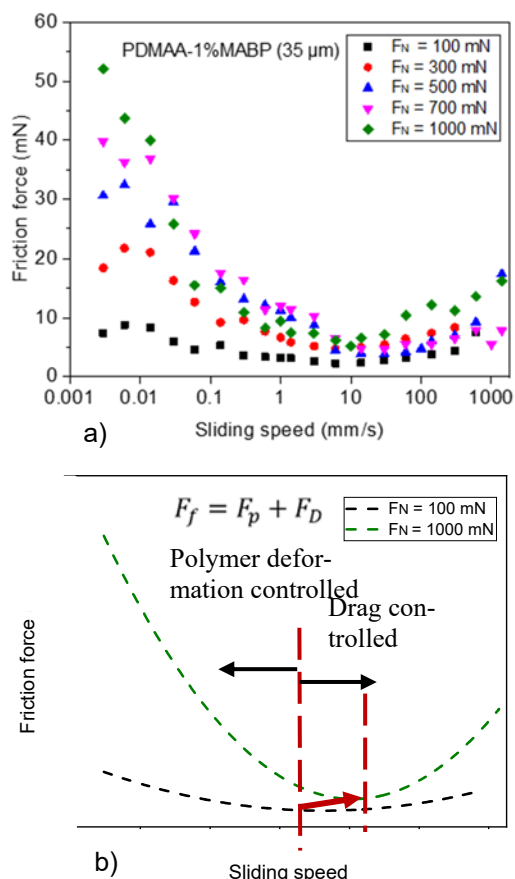 PDMAA-1%MABP (35 μm)
FN = 100 mN
FN = 300 mN
FN = 500 mN
FN = 700 mN
FN = 1000 mN
Friction force (mN)
60
50
40
30
20
10
0
0.001 0.01 0.1 1 10 100 1000
Sliding speed (mm/s)
a)
Ff = Fp + FD
FN = 100 mN
FN = 1000 mN
Polymer defor-
mation controlled
Drag con-
trolled
Friction force
b)
Sliding speed